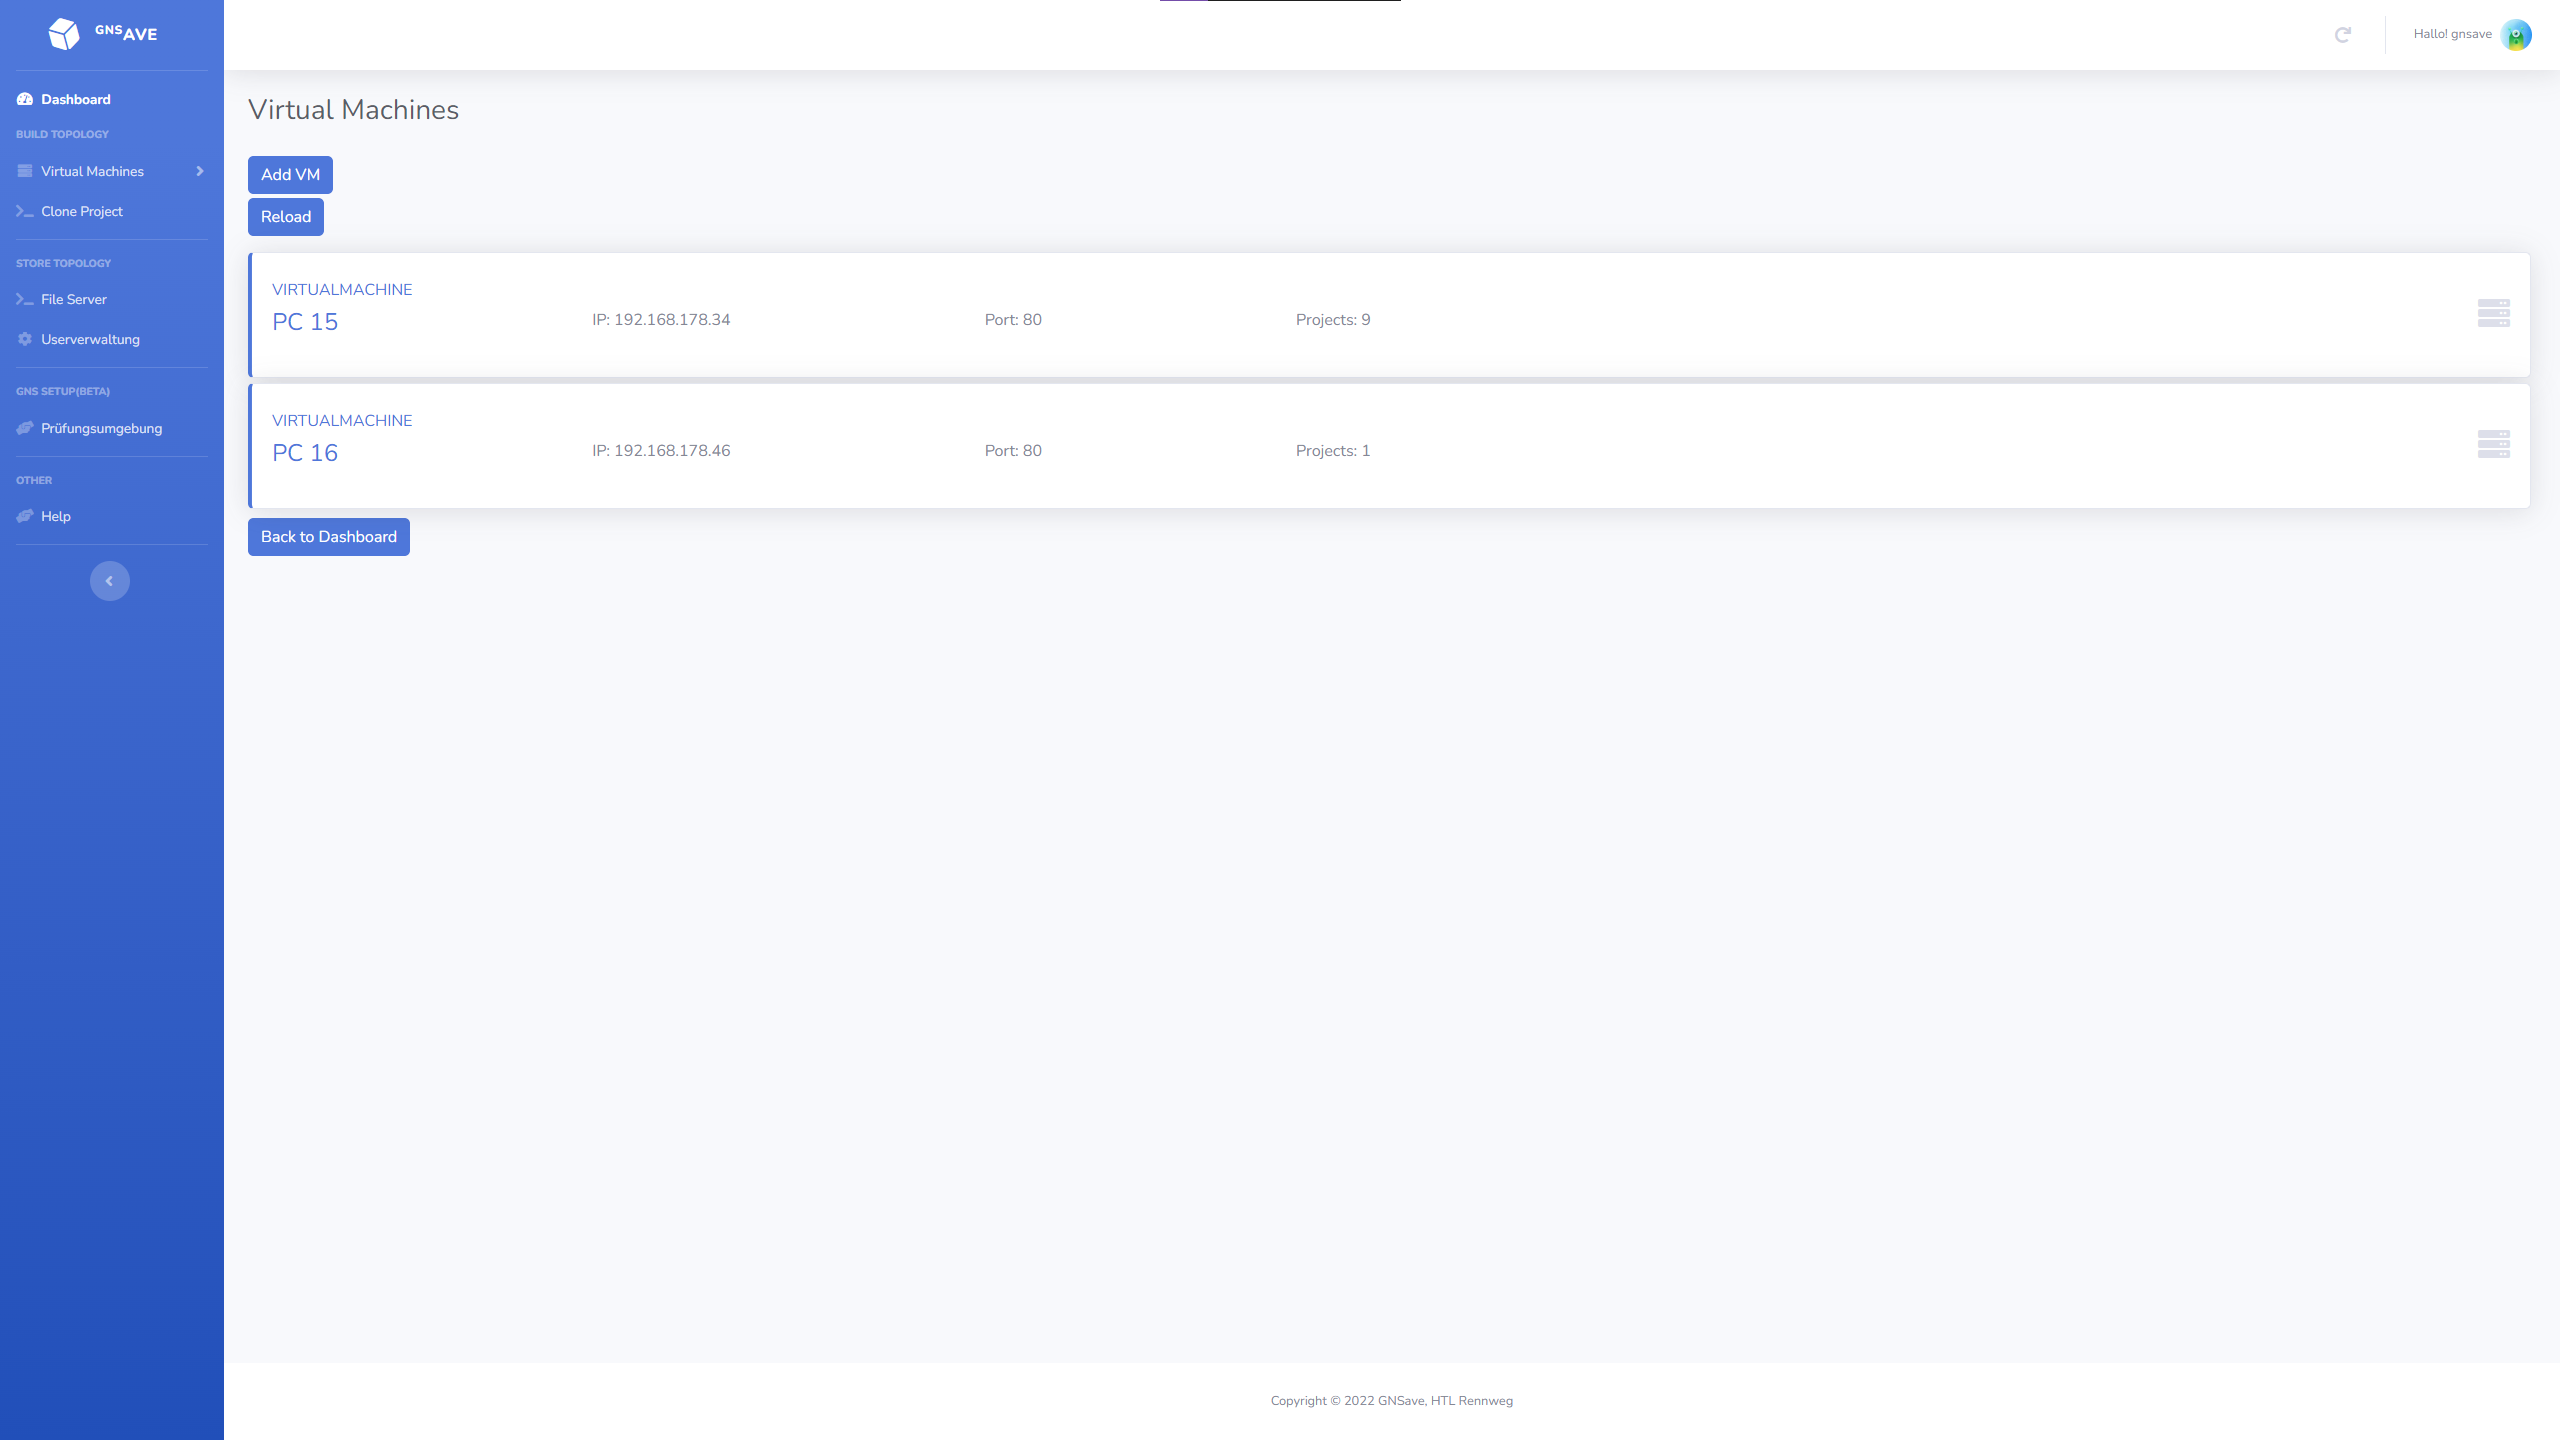 GNSAVE
Dashboard
BUILD TOPOLOGY
Virtual Machines
Clone Project
STORE TOPOLOGY
File Server
Userverwaltung
GNS SETUP(BETA)
Prüfungsumgebung
OTHER
Help
Hallo! gnsave
Virtual Machines
Add VM
Reload
VIRTUALMACHINE
PC 15 IP: 192.168.178.34 Port: 80 Projects: 9
VIRTUALMACHINE
PC 16 IP: 192.168.178.46 Port: 80 Projects: 1
Back to Dashboard
Copyright © 2022 GNSave, HTL Rennweg